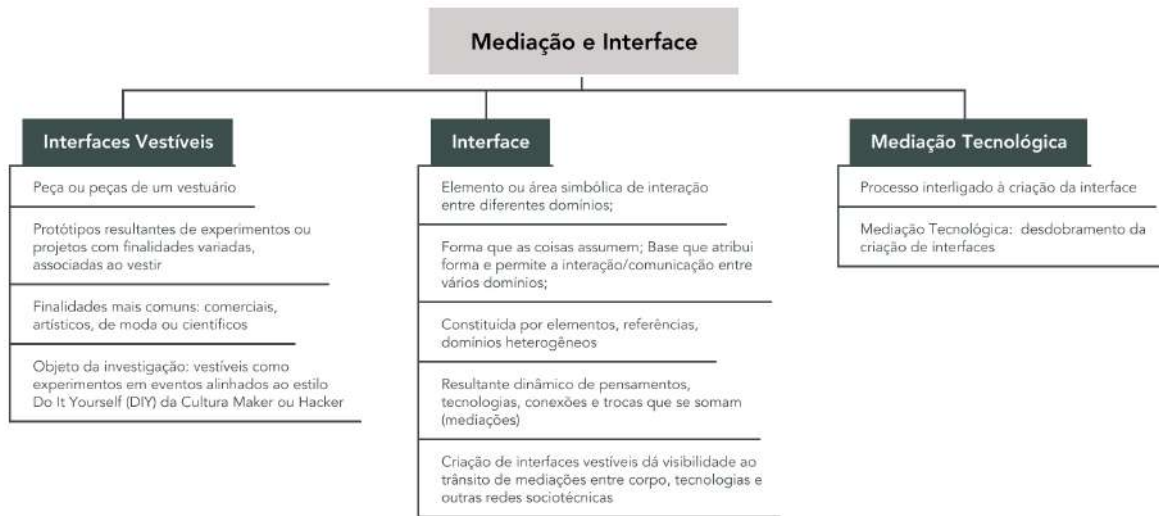 Mediação e Interface
Interfaces Vestíveis
Peça ou peças de um vestuário
Protótipos resultantes de experimentos ou
projetos com finalidades variadas,
associadas ao vestir
Finalidades mais comuns: comerciais,
artísticos, de moda ou científicos
Objeto da investigação: vestíveis como
experimentos em eventos alinhados ao estilo
Do It Yourself (DIY) da Cultura Maker ou Hacker
Interface
Elemento ou área simbólica de interação
entre diferentes domínios;
Forma que as coisas assumem; Base que atribui
forma e permite a interação/comunicação entre
vários domínios;
Constituída por elementos, referências,
domínios heterogêneos
Resultante dinâmico de pensamentos,
tecnologias, conexões e trocas que se somam
(mediações)
Criação de interfaces vestíveis dá visibilidade ao
trânsito de mediações entre corpo, tecnologias e
outras redes sociotécnicas
Mediação Tecnológica
Processo interligado à criação da interface
Mediação Tecnológica: desdobramento da
criação de interfaces